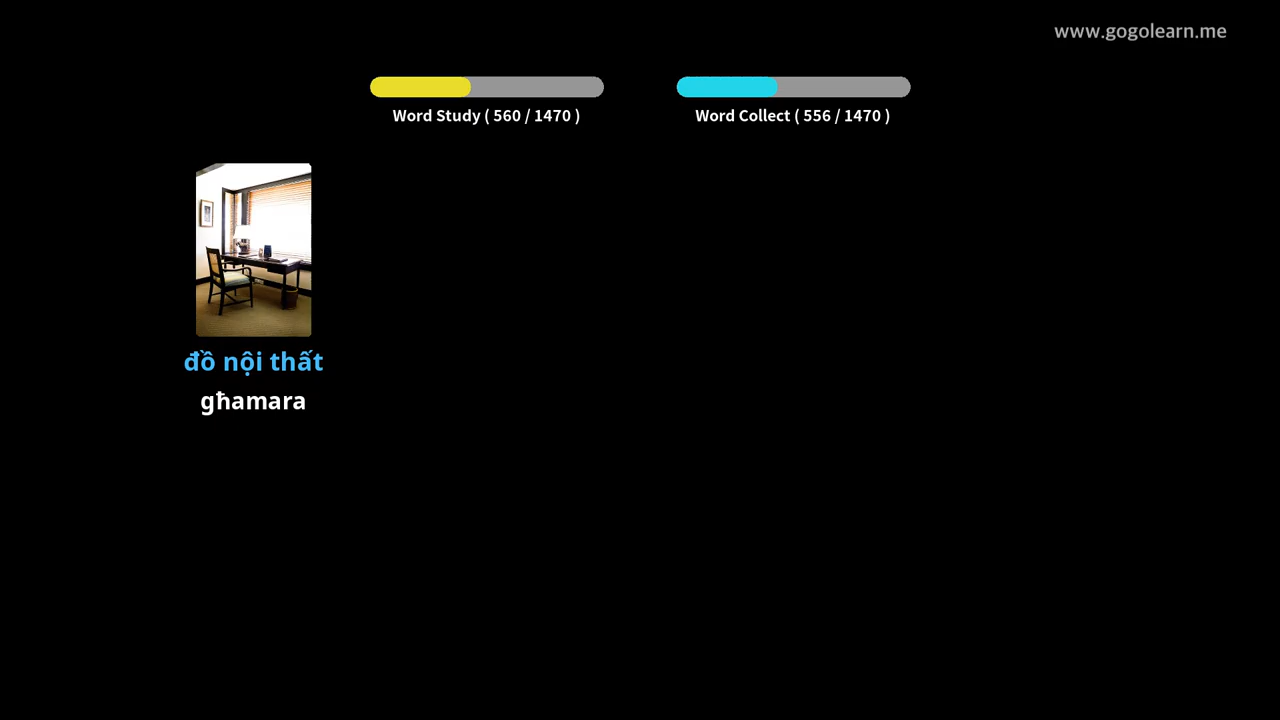 www.gogolearn.me
Word Study ( 560 / 1470 )
Word Collect ( 556 / 1470 )
đồ nội thất
għamara